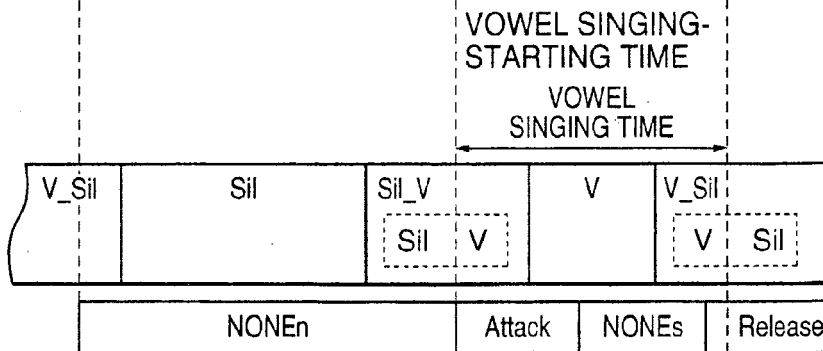 VOWEL SINGING-
STARTING TIME
VOWEL
SINGING TIME
V_Sil Sil Sil_V V V_Sil
Sil V V Sil
NONEn Attack NONEs Release